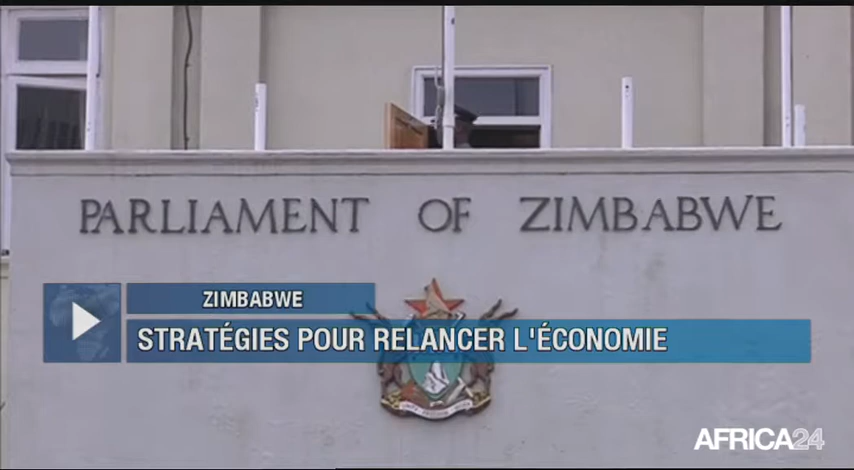 PARLIAMENT OF ZIMBABWE
ZIMBABWE
STRATÉGIES POUR RELANCER L'ÉCONOMIE
AFRICA24